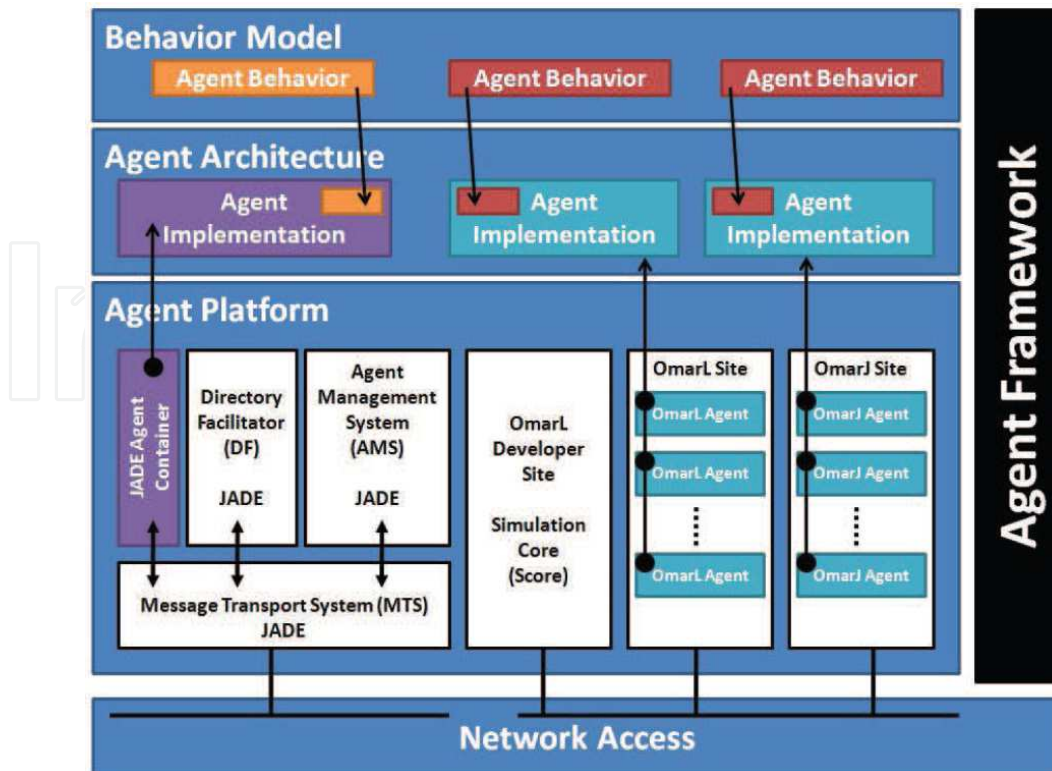 Behavior Model
Agent Behavior
Agent Behavior
Agent Behavior
Agent Architecture
Agent
Implementation
Agent
Implementation
Agent
Implementation
Agent Platform
JADE Agent
Container
Directory
Facilitator
(DF)
JADE
Agent
Management
System
(AMS)
JADE
Message Transport System (MTS)
JADE
OmarL
Developer
Site
Simulation
Core
(Score)
OmarL Site
OmarL Agent
OmarL Agent
OmarL Agent
OmarJ Site
OmarJ Agent
OmarJ Agent
OmarJ Agent
Network Access
Agent Framework